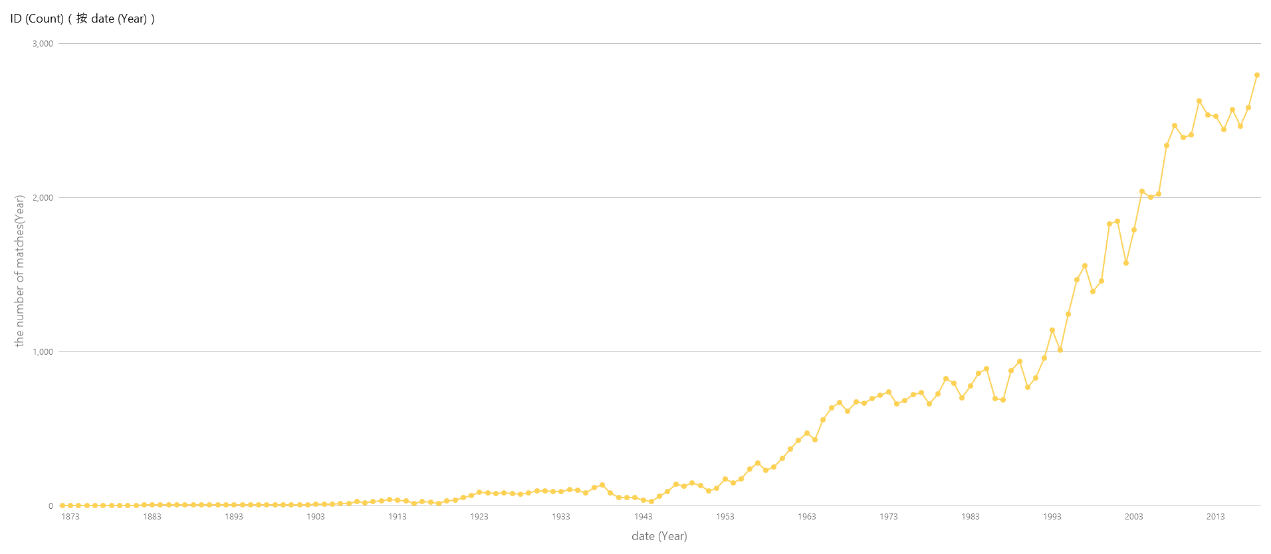 ID (Count) ( 按 date (Year) )
3,000
2,000
1,000
0
the number of matches(Year)
1873 1883 1893 1903 1913 1923 1933 1943 1953 1963 1973 1983 1993 2003 2013
date (Year)